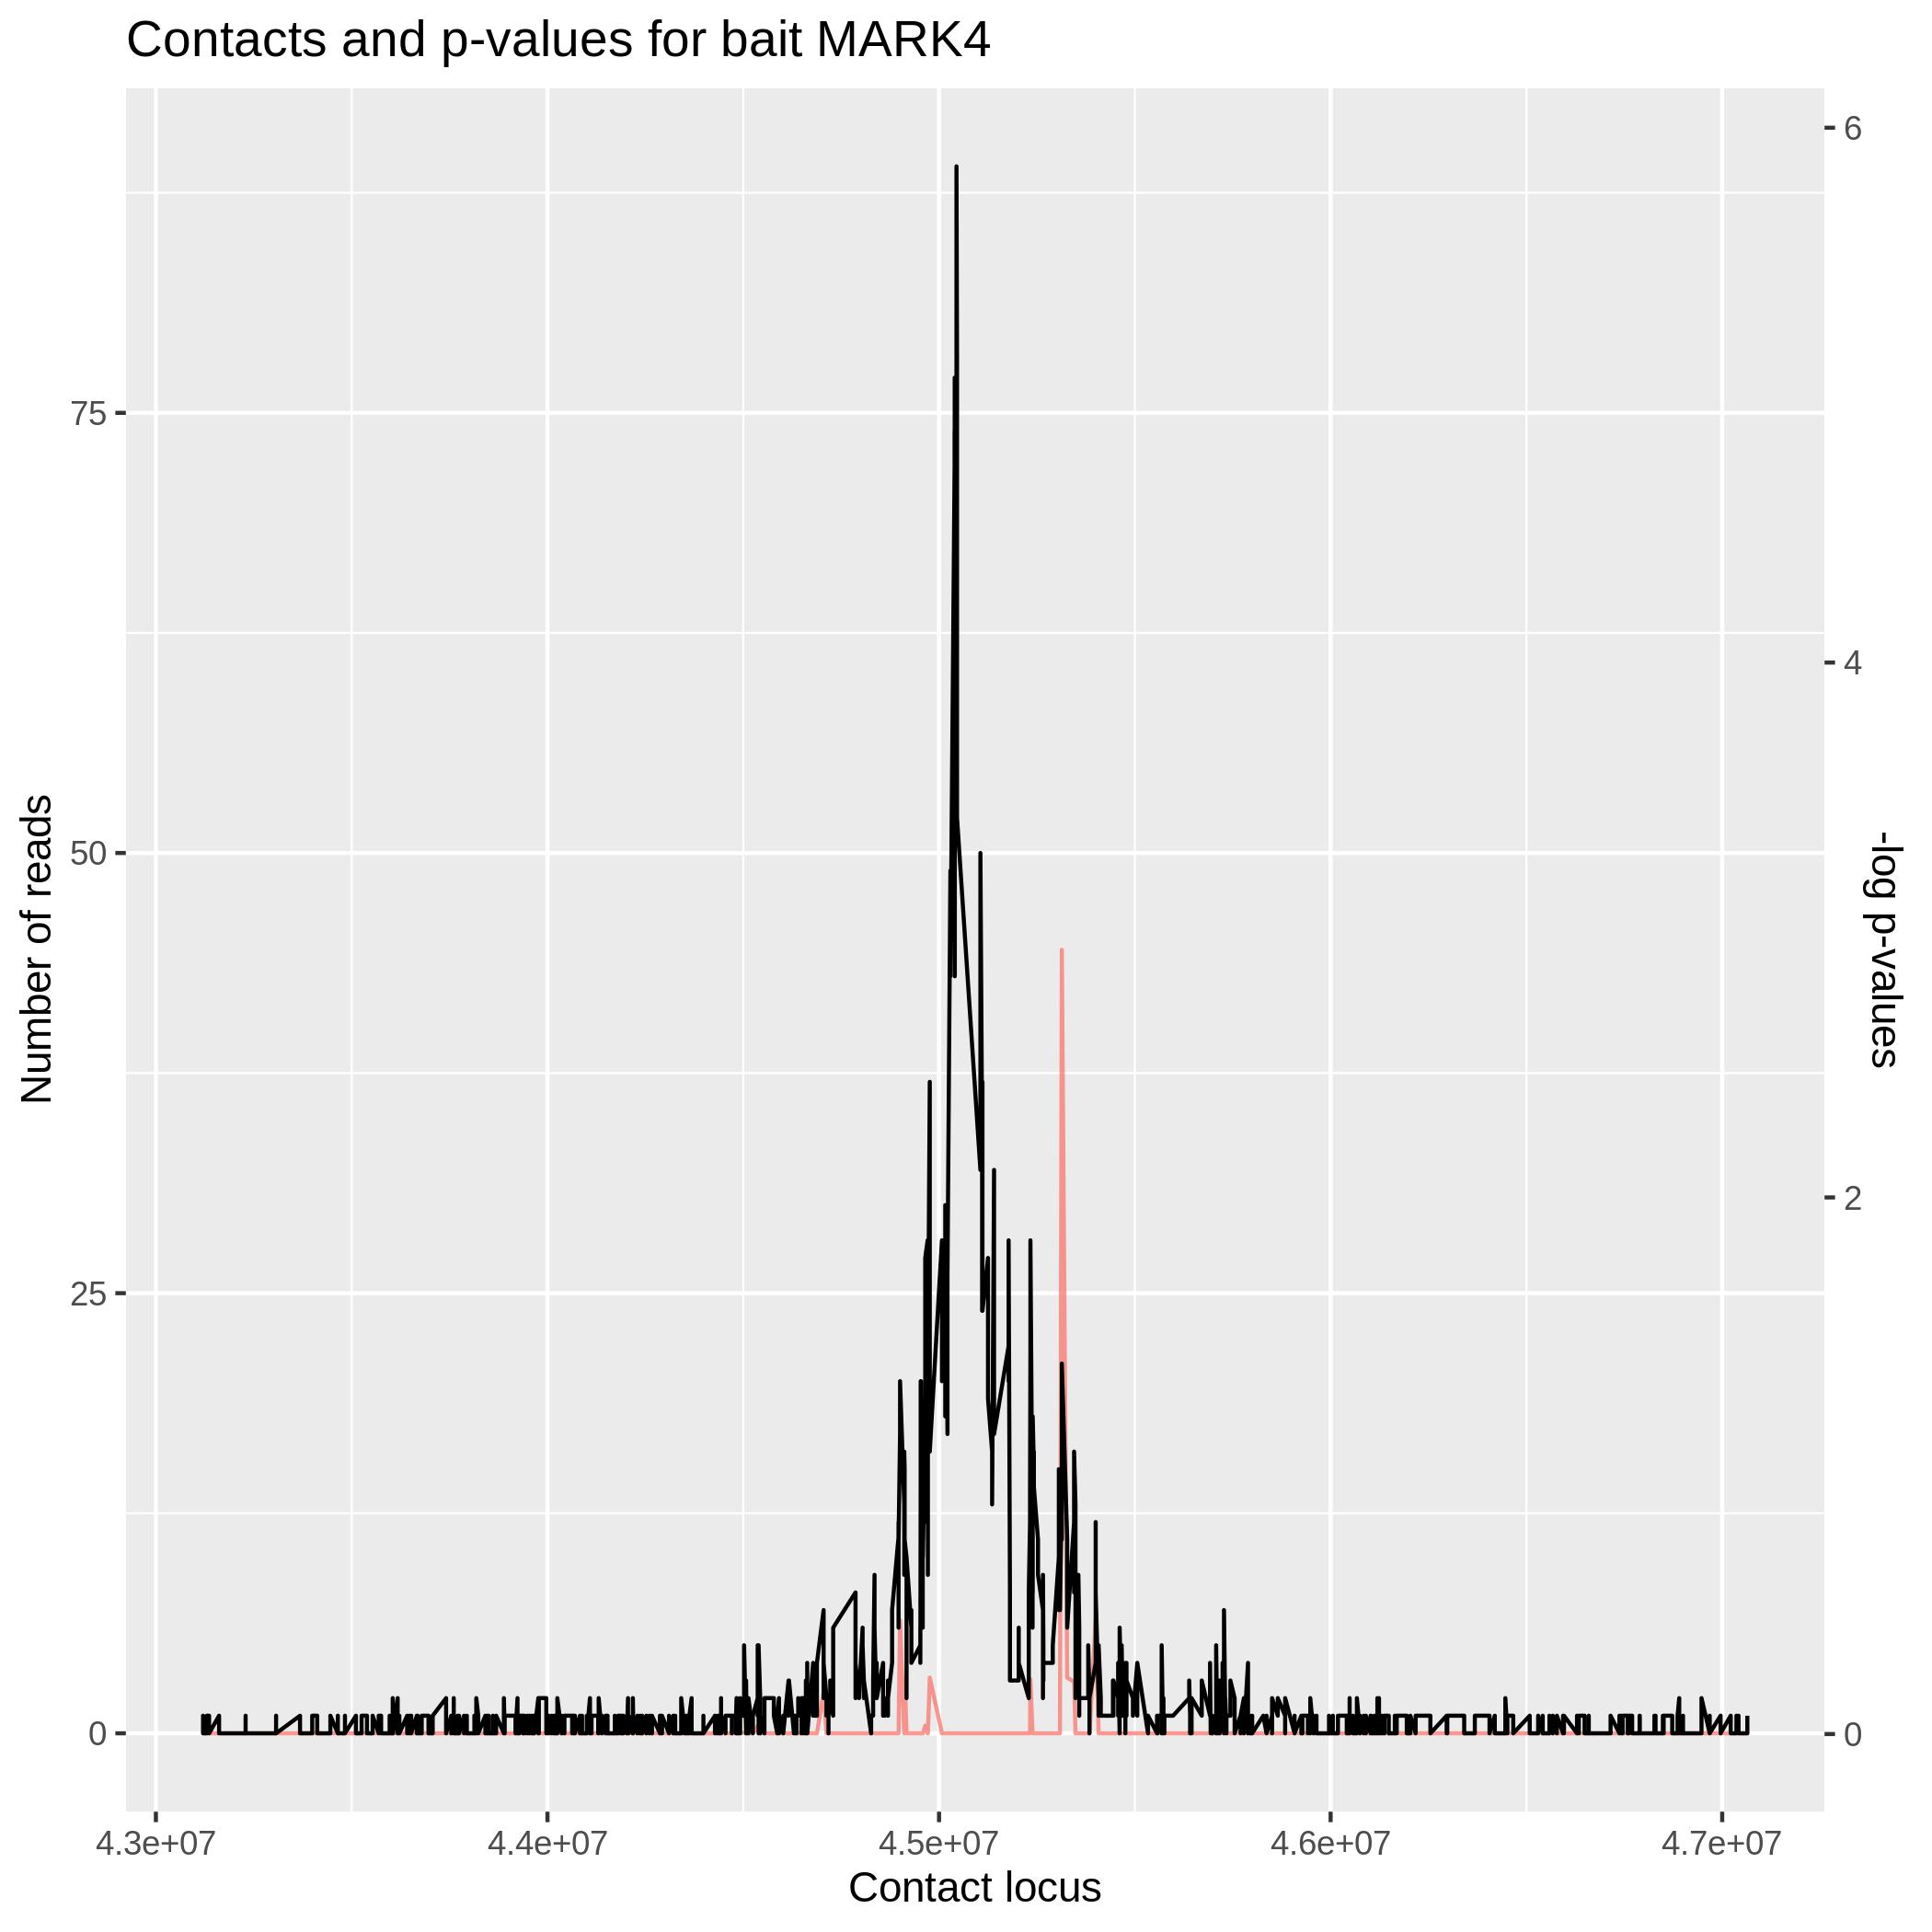 Contacts and p-values for bait MARK4
6
75
4
50
2
25
0
0
Number of reads
-log p-values
4.3e+07
4.4e+07
4.5e+07
4.6e+07
4.7e+07
Contact locus